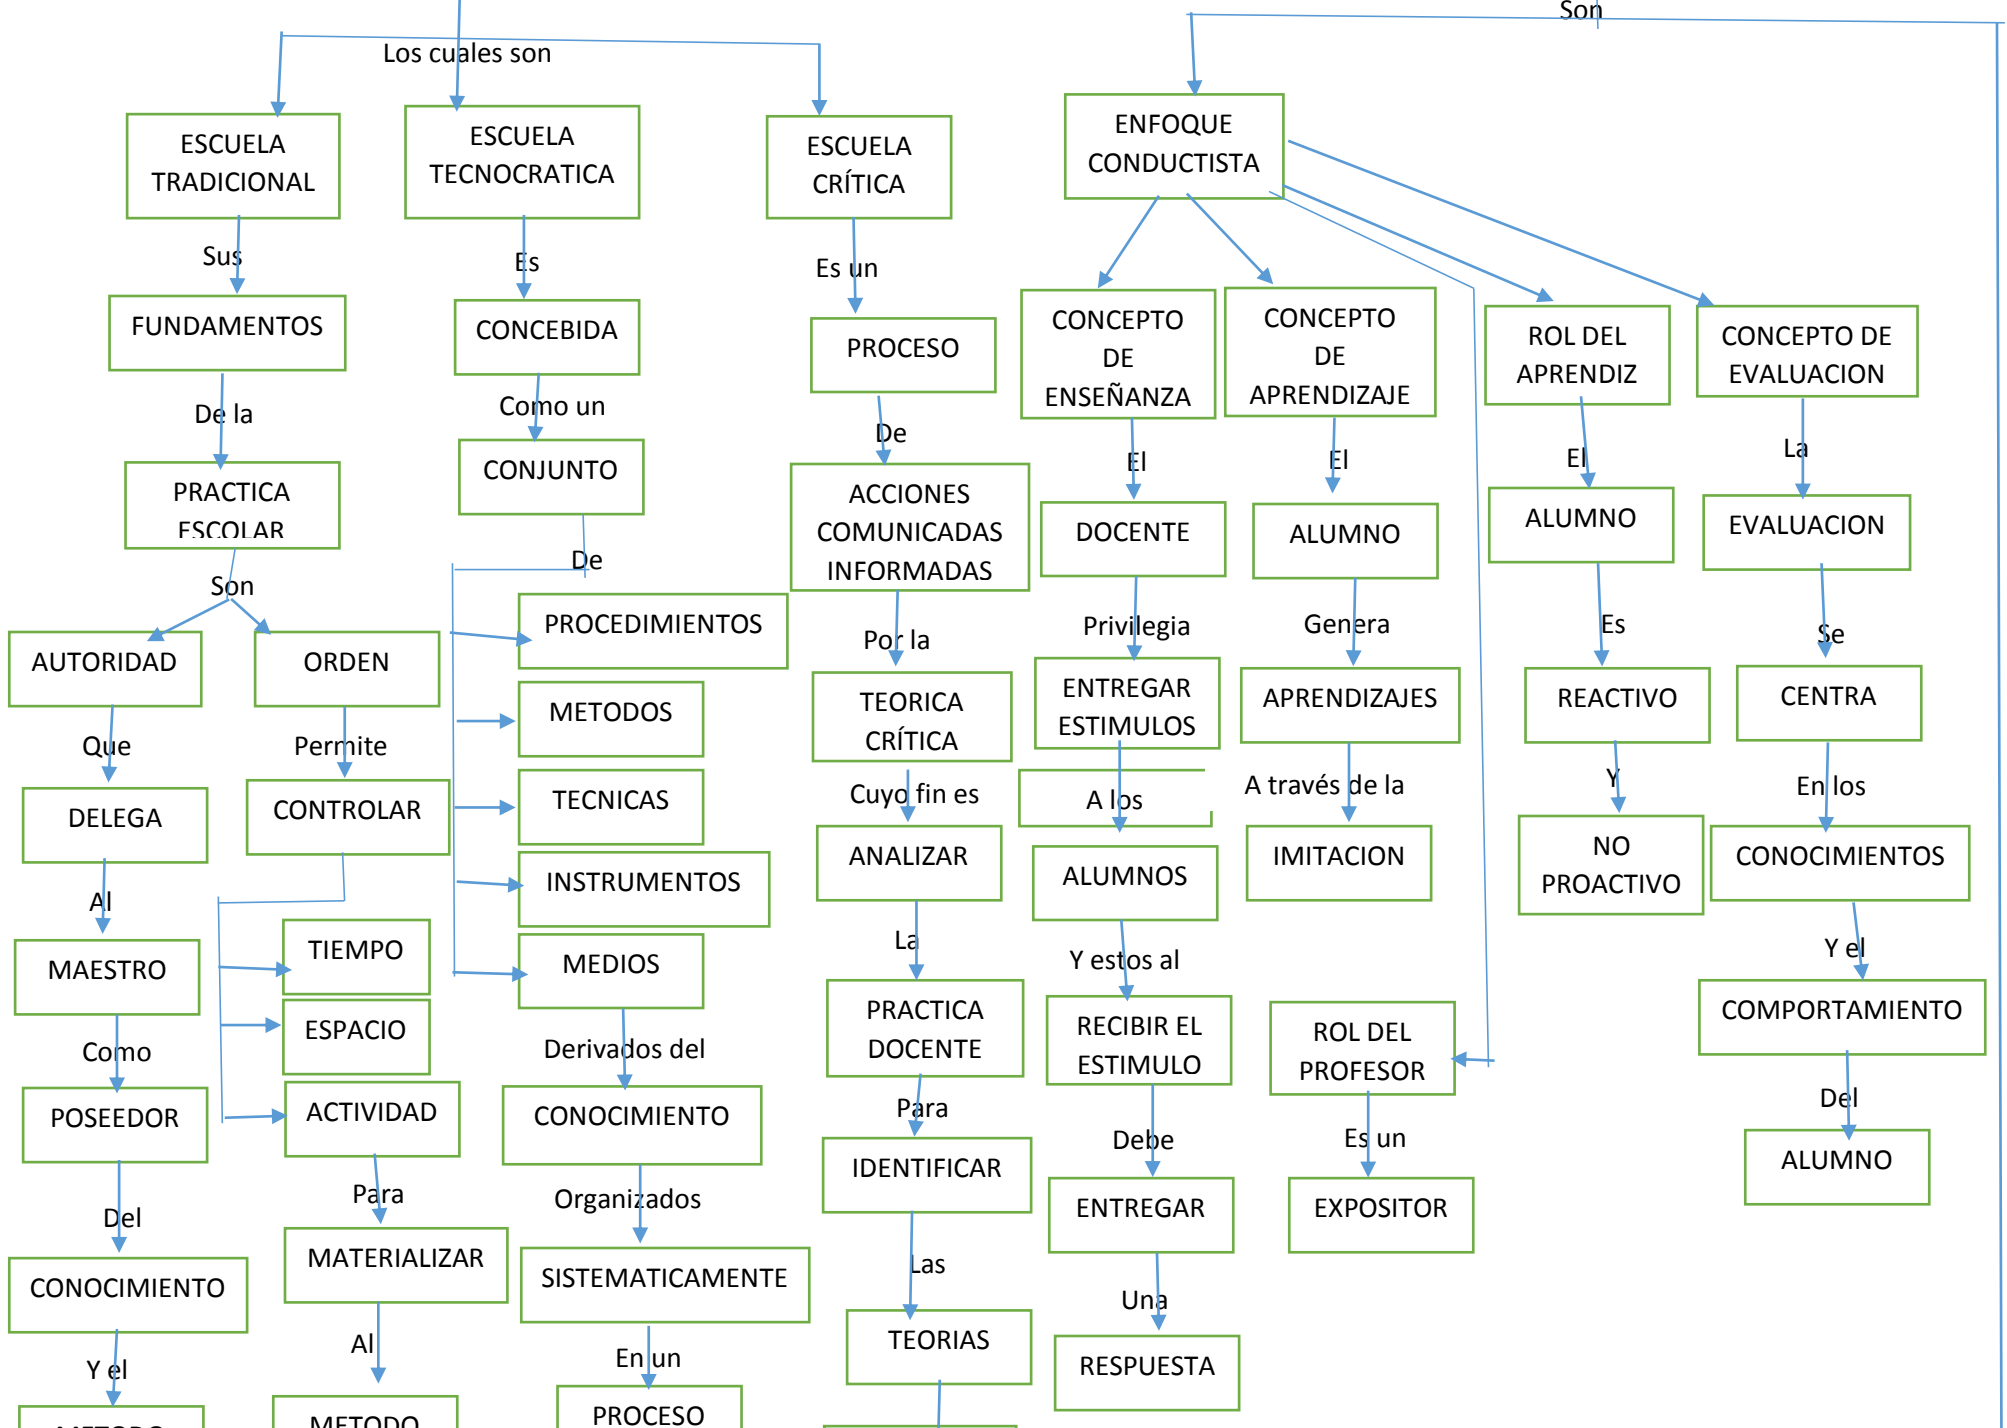 Son
Los cuales son
ESCUELA
TRADICIONAL
Sus
FUNDAMENTOS
De la
PRACTICA
ESCOLAR
Son
AUTORIDAD
Que
DELEGA
Al
MAESTRO
Como
POSEEDOR
Del
CONOCIMIENTO
Y el
METODO
ORDEN
Permite
CONTROLAR
TIEMPO
ESPACIO
ACTIVIDAD
Para
MATERIALIZAR
Al
METODO
ESCUELA
TECNOCRATICA
Es
CONCEBIDA
Como un
CONJUNTO
De
PROCEDIMIENTOS
METODOS
TECNICAS
INSTRUMENTOS
MEDIOS
Derivados del
CONOCIMIENTO
Organizados
SISTEMATICAMENTE
En un
PROCESO
ESCUELA
CRÍTICA
Es un
PROCESO
De
ACCIONES
COMUNICADAS
INFORMADAS
Por la
TEORICA
CRÍTICA
Cuyo fin es
ANALIZAR
La
PRACTICA
DOCENTE
Para
IDENTIFICAR
Las
TEORIAS
ENFOQUE
CONDUCTISTA
CONCEPTO
DE
ENSEÑANZA
El
DOCENTE
Privilegia
ENTREGAR
ESTIMULOS
A los
ALUMNOS
Y estos al
RECIBIR EL
ESTIMULO
Debe
ENTREGAR
Una
RESPUESTA
CONCEPTO
DE
APRENDIZAJE
El
ALUMNO
Genera
APRENDIZAJES
A través de la
IMITACION
ROL DEL
PROFESOR
Es un
EXPOSITOR
ROL DEL
APRENDIZ
El
ALUMNO
Es
REACTIVO
Y
NO
PROACTIVO
CONCEPTO DE
EVALUACION
La
EVALUACION
Se
CENTRA
En los
CONOCIMIENTOS
Y el
COMPORTAMIENTO
Del
ALUMNO